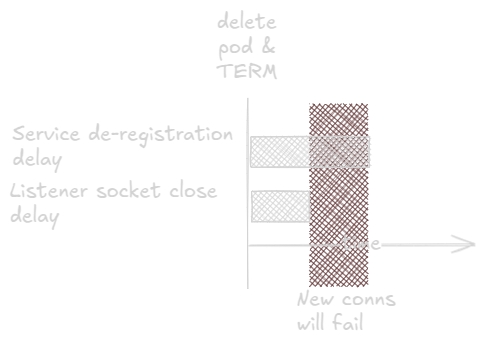 delete
pod &
TERM
Service de-registration
delay
Listener socket close
delay
time
New conns
will fail